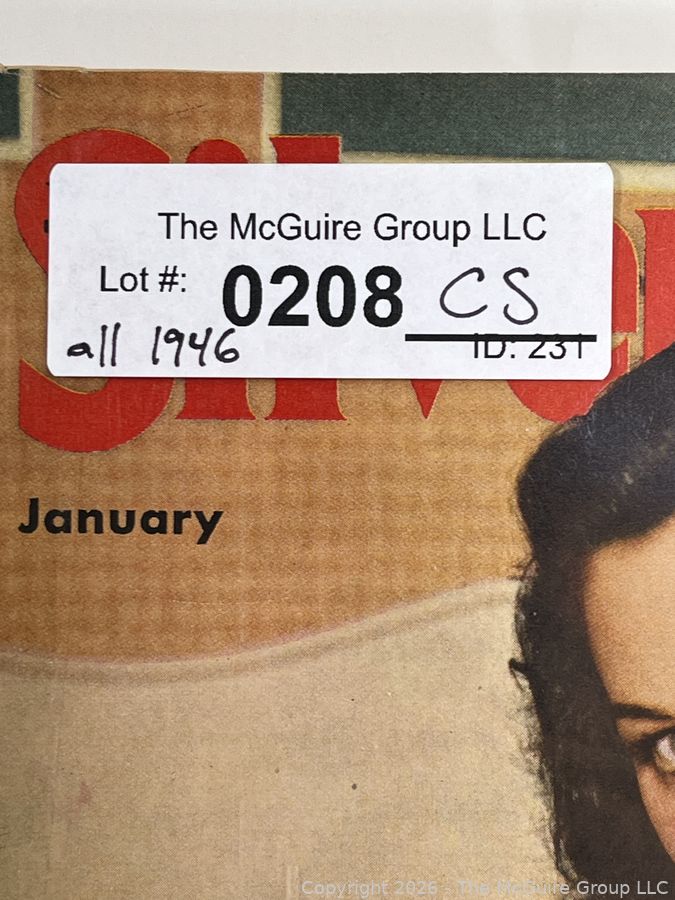 The McGuire Group LLC
Lot #: 0208 CS
all 1946 ID: 231
January
Copyright 2026 - The McGuire Group LLC